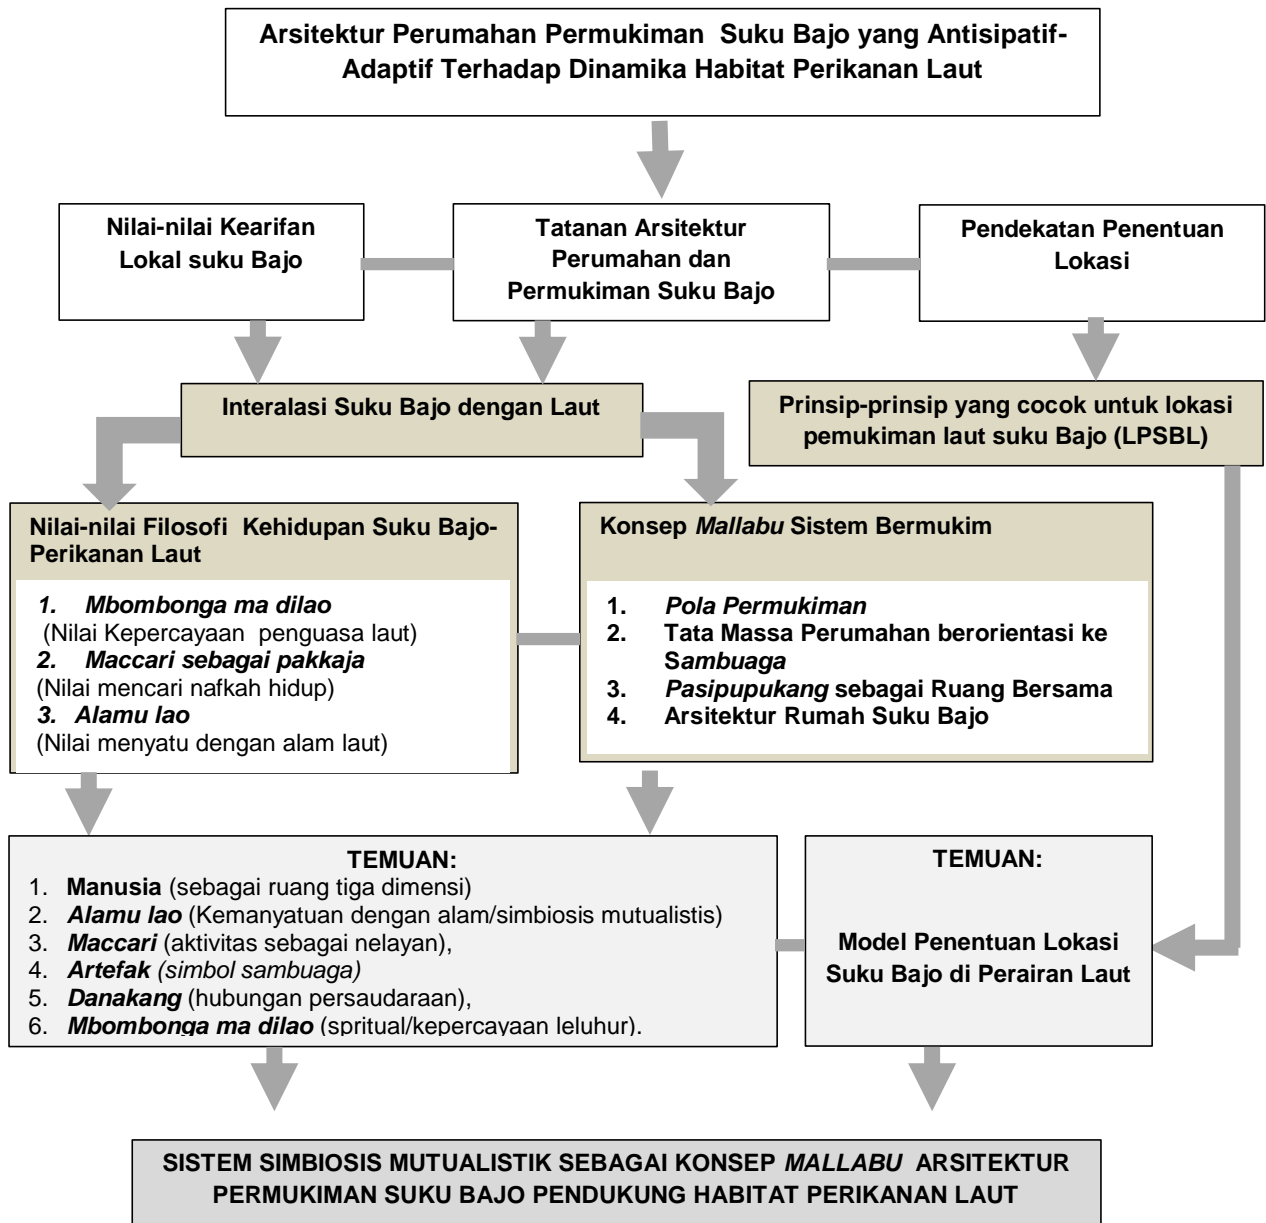 Arsitektur Perumahan Permukiman Suku Bajo yang Antisipatif-
Adaptif Terhadap Dinamika Habitat Perikanan Laut
Nilai-nilai Kearifan
Lokal suku Bajo
Tatanan Arsitektur
Perumahan dan
Permukiman Suku Bajo
Pendekatan Penentuan
Lokasi
Interalasi Suku Bajo dengan Laut
Prinsip-prinsip yang cocok untuk lokasi
pemukiman laut suku Bajo (LPSBL)
Nilai-nilai Filosofi Kehidupan Suku Bajo-
Perikanan Laut
1. Mbombonga ma dilao
(Nilai Kepercayaan penguasa laut)
2. Maccari sebagai pakkaja
(Nilai mencari nafkah hidup)
3. Alamu lao
(Nilai menyatu dengan alam laut)
Konsep Mallabu Sistem Bermukim
1. Pola Permukiman
2. Tata Massa Perumahan berorientasi ke
Sambuaga
3. Pasipupukang sebagai Ruang Bersama
4. Arsitektur Rumah Suku Bajo
TEMUAN:
1. Manusia (sebagai ruang tiga dimensi)
2. Alamu lao (Kemanyatuan dengan alam/simbiosis mutualistis)
3. Maccari (aktivitas sebagai nelayan),
4. Artefak (simbol sambuaga)
5. Danakang (hubungan persaudaraan),
6. Mbombonga ma dilao (spritual/kepercayaan leluhur).
TEMUAN:
Model Penentuan Lokasi
Suku Bajo di Perairan Laut
SISTEM SIMBIOSIS MUTUALISTIK SEBAGAI KONSEP MALLABU ARSITEKTUR
PERMUKIMAN SUKU BAJO PENDUKUNG HABITAT PERIKANAN LAUT